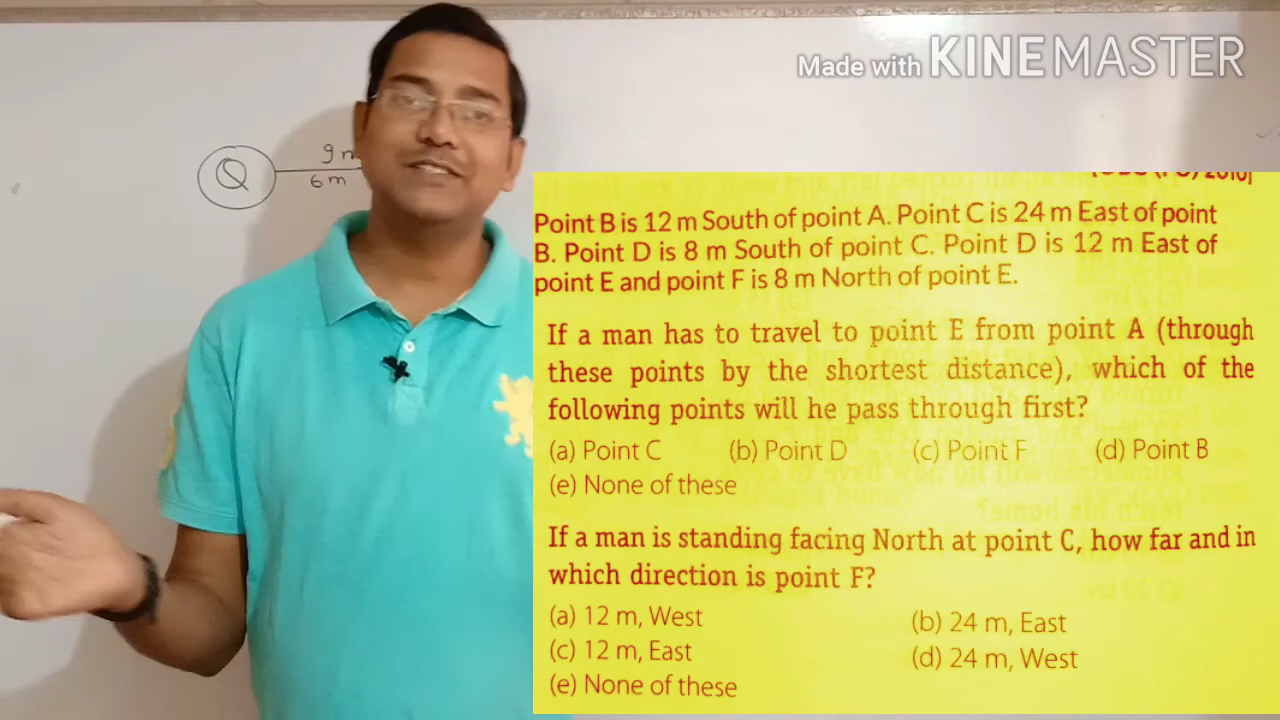 Made with KINEMASTER
Q
9 m
6 m
Point B is 12 m South of point A. Point C is 24 m East of point
B. Point D is 8 m South of point C. Point D is 12 m East of
point E and point F is 8 m North of point E.
If a man has to travel to point E from point A (through
these points by the shortest distance), which of the
following points will he pass through first?
(a) Point C (b) Point D (c) Point F (d) Point B
(e) None of these
If a man is standing facing North at point C, how far and in
which direction is point F?
(a) 12 m, West (b) 24 m, East
(c) 12 m, East (d) 24 m, West
(e) None of these